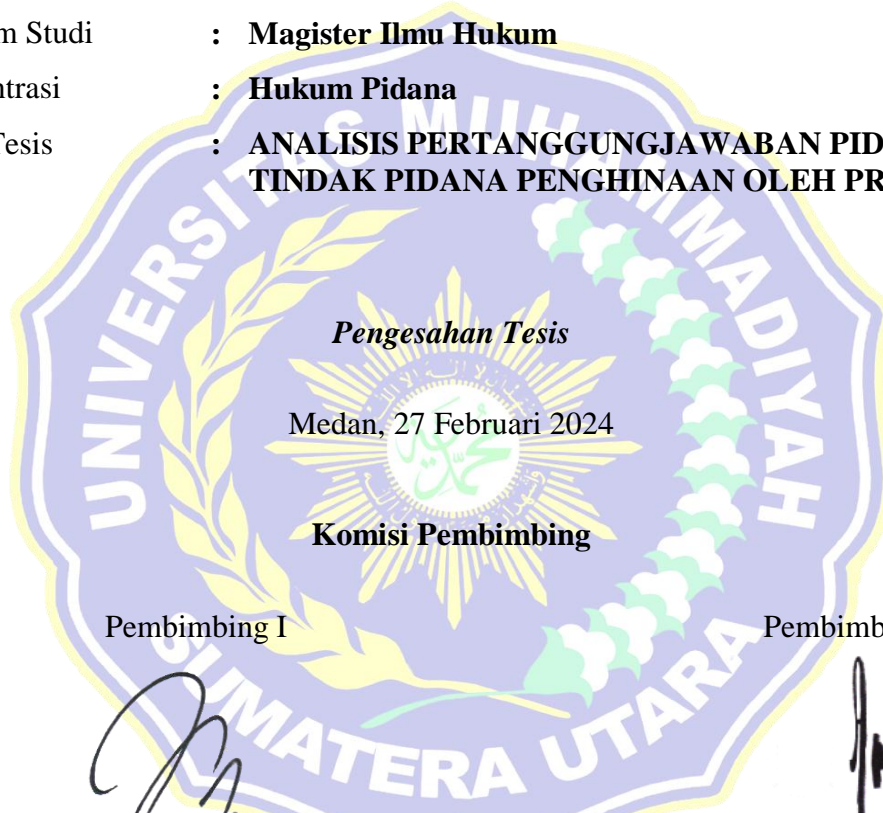 m Studi : Magister Ilmu Hukum
ntrasi : Hukum Pidana
Tesis : ANALISIS PERTANGGUNGJAWABAN PID
TINDAK PIDANA PENGHINAAN OLEH PR
UNIVERSITAS MUHAMMADIYAH
Pengesahan Tesis
Medan, 27 Februari 2024
Komisi Pembimbing
Pembimbing I Pembimb
SUMATERA UTARA